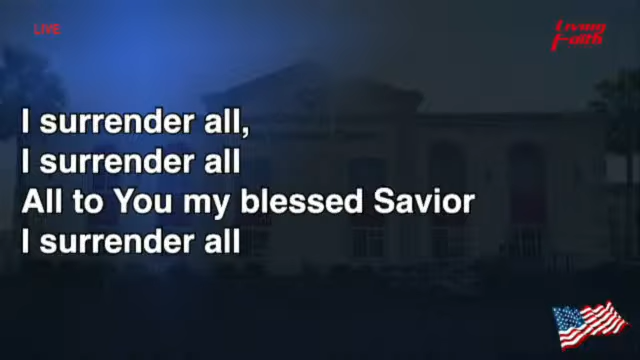 LIVE
Living
Faith
I surrender all,
I surrender all
All to You my blessed Savior
I surrender all